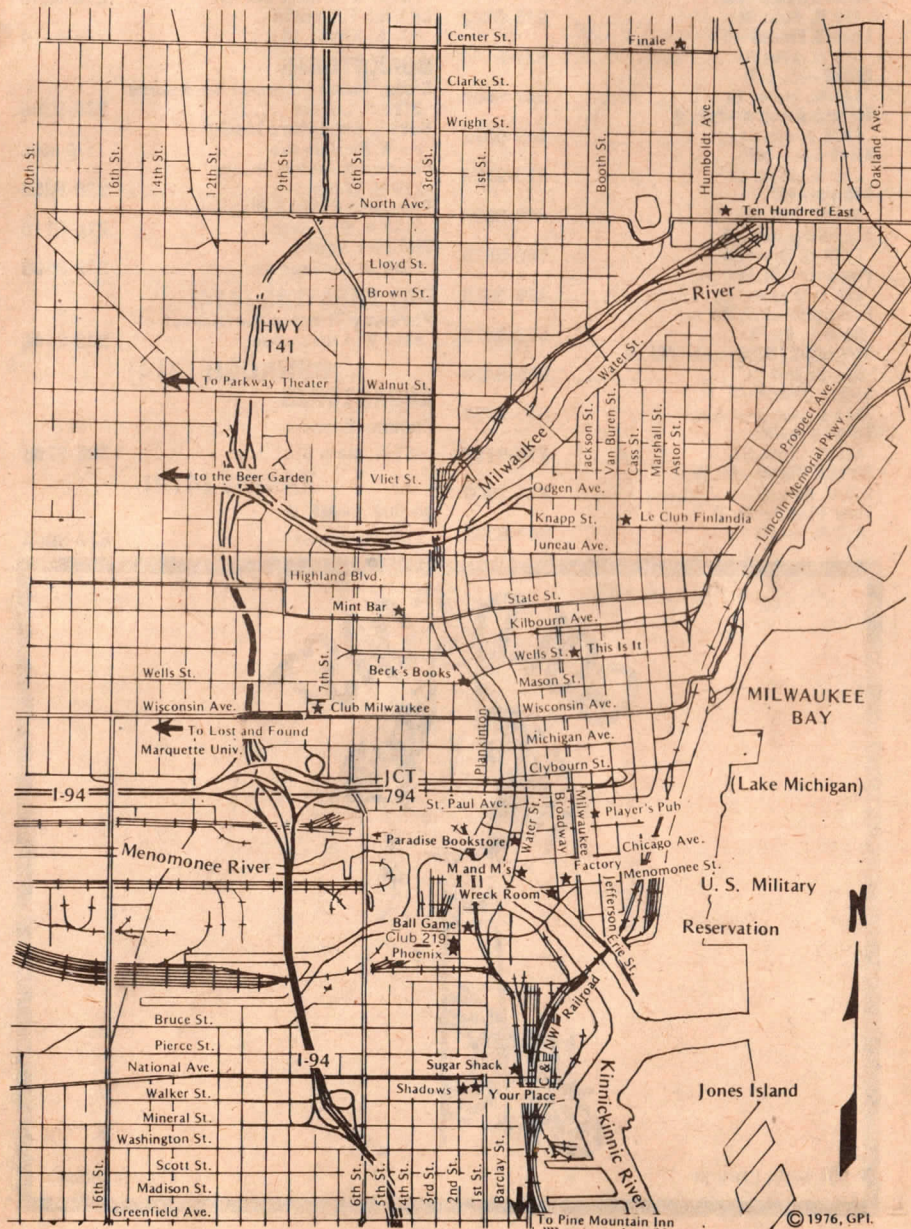 Center St.
Finale
Clarke St.
Wright St.
20th St.
16th St.
14th St.
12th St.
9th St.
6th St.
3rd St.
1st St.
Booth St.
Humboldt Ave.
Oakland Ave.
North Ave.
Ten Hundred East
Lloyd St.
Brown St.
River
HWY
141
Water St.
To Parkway Theater
Walnut St.
Jackson St.
Van Buren St.
Cass St.
Marshall St.
Astor St.
Prospect Ave.
Lincoln Memorial Pkwy.
Milwaukee
to the Beer Garden
Vliet St.
Odgen Ave.
Knapp St.
Le Club Finlandia
Juneau Ave.
Highland Blvd.
State St.
Mint Bar
Kilbourn Ave.
Wells St.
This Is It
Beck's Books
Wells St.
7th St.
Mason St.
Wisconsin Ave.
Club Milwaukee
Wisconsin Ave.
MILWAUKEE
BAY
To Lost and Found
Marquette Univ.
Plankinton
Michigan Ave.
Clybourn St.
(Lake Michigan)
I-94
JCT
794
St. Paul Ave.
Water St.
Broadway
Milwaukee
Player's Pub
Paradise Bookstore
Chicago Ave.
Menomonee River
M and M's
Factory
Menomonee St.
Wreck Room
Jefferson
U. S. Military
Reservation
N
Ball Game
Club 219
Phoenix
Erie St.
C & E NW Railroad
Bruce St.
Pierce St.
National Ave.
I-94
Sugar Shack
Walker St.
Shadows
Your Place
Kinnickinnic River
Jones Island
Mineral St.
Washington St.
Scott St.
Madison St.
Greenfield Ave.
16th St.
6th St.
5th St.
4th St.
3rd St.
2nd St.
1st St.
Barclay St.
To Pine Mountain Inn
© 1976, GPI.